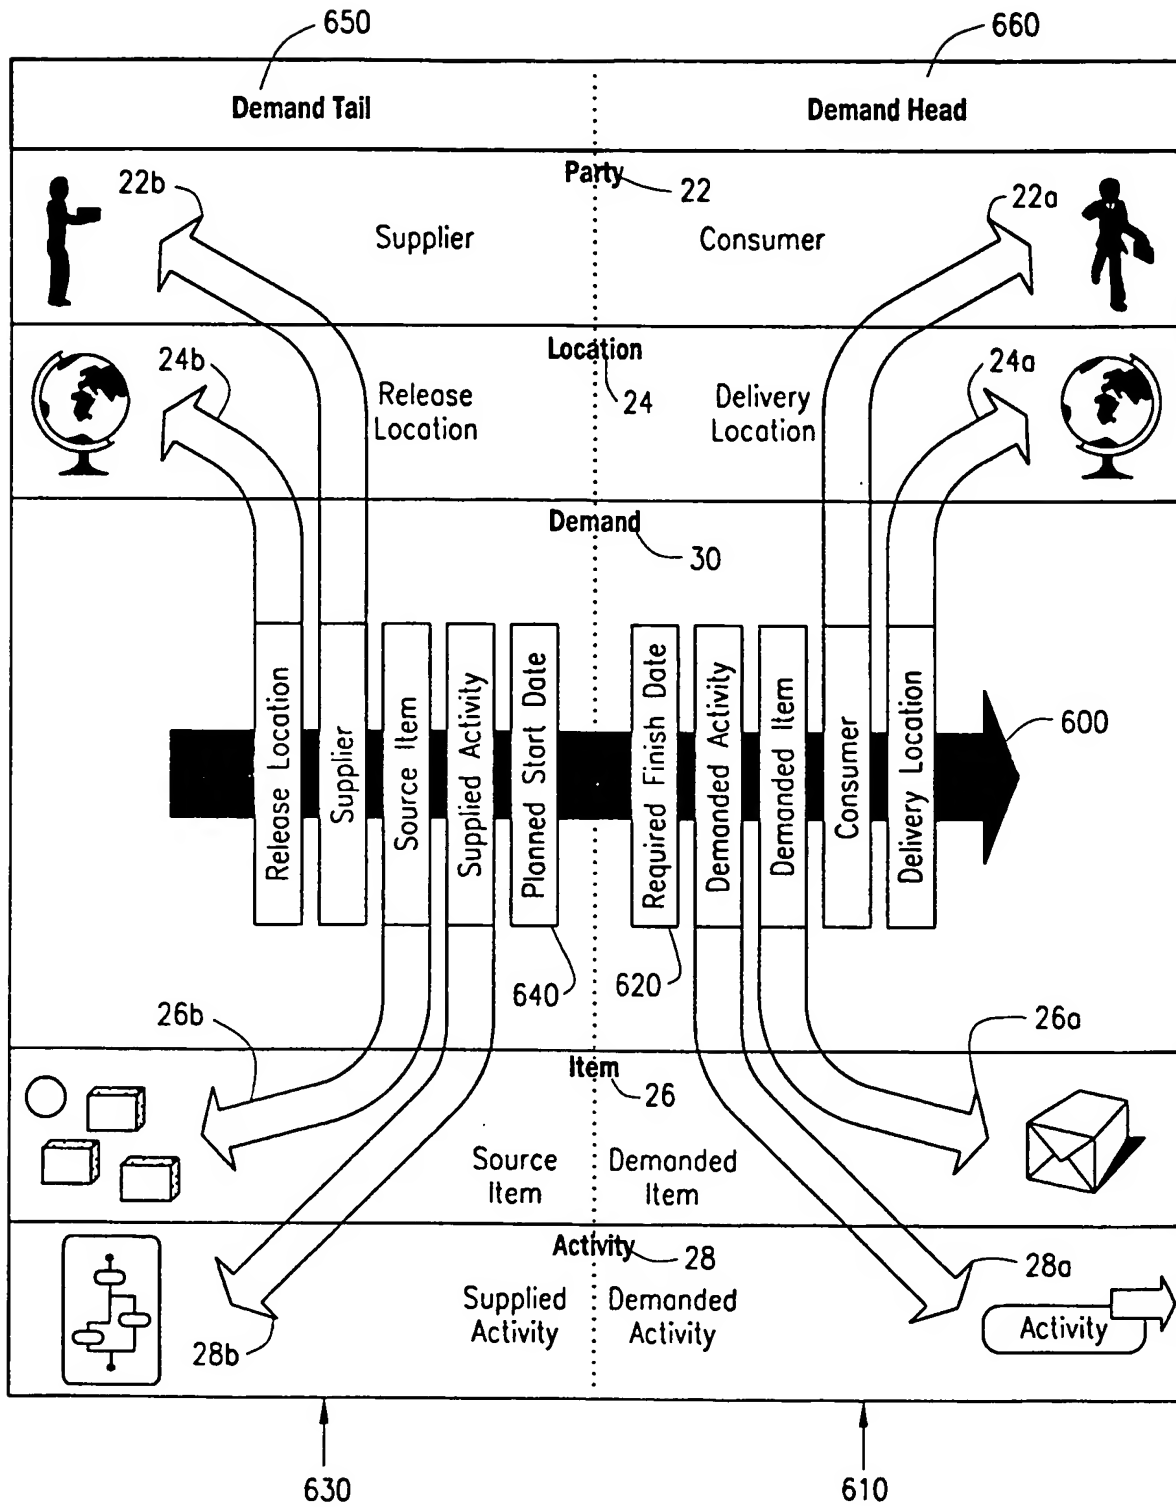 650
660
Demand Tail
Demand Head
Party
22
22b
22a
Supplier
Consumer
Location
24
24b
24a
Release
Location
Delivery
Location
Demand
30
Release Location
Supplier
Source Item
Supplied Activity
Planned Start Date
Required Finish Date
Demanded Activity
Demanded Item
Consumer
Delivery Location
600
640
620
26b
26a
Item
26
Source
Item
Demanded
Item
Activity
28
28a
Supplied
Activity
Demanded
Activity
Activity
28b
630
610